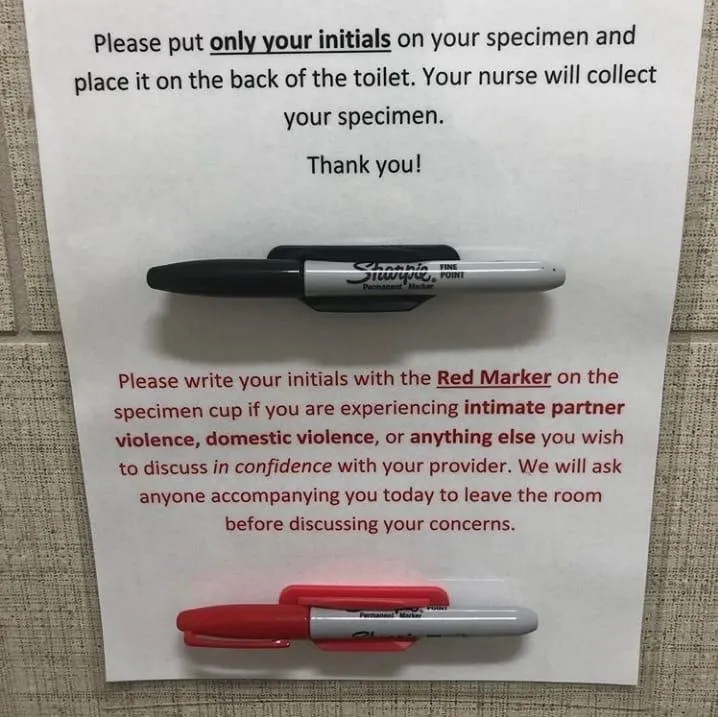 Please put only your initials on your specimen and
place it on the back of the toilet. Your nurse will collect
your specimen.
Thank you!
Sharpie. FINE
POINT
Permanent Marker
Please write your initials with the Red Marker on the
specimen cup if you are experiencing intimate partner
violence, domestic violence, or anything else you wish
to discuss in confidence with your provider. We will ask
anyone accompanying you today to leave the room
before discussing your concerns.
Permanent Marker